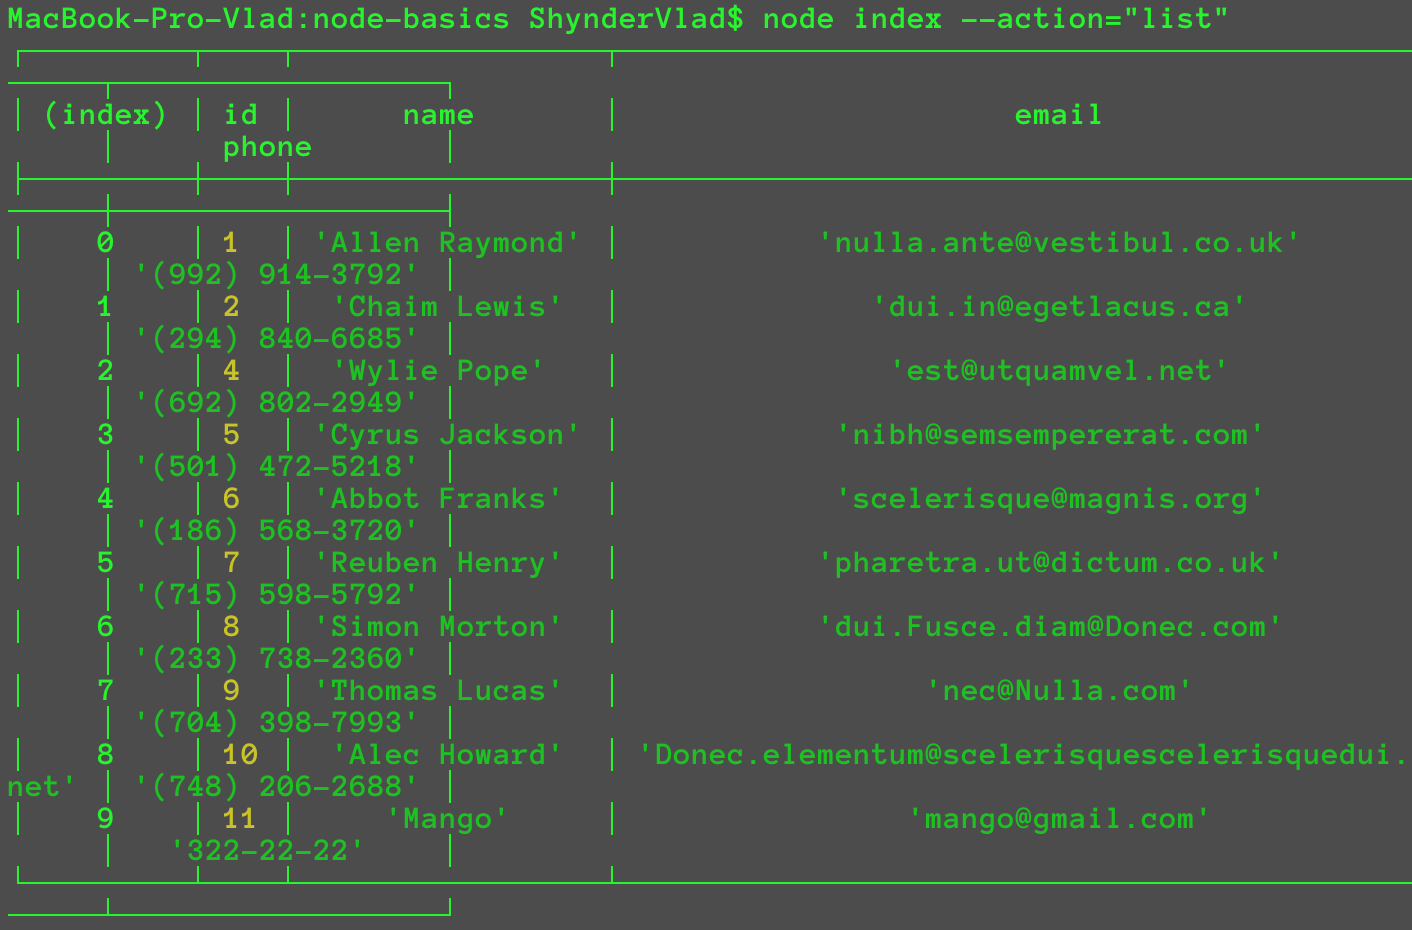 MacBook-Pro-Vlad:node-basics ShynderVlad$ node index --action="list"
(index) id name email
phone
0 1 'Allen Raymond' 'nulla.ante@vestibul.co.uk'
'(992) 914-3792'
1 2 'Chaim Lewis' 'dui.in@egetlacus.ca'
'(294) 840-6685'
2 4 'Wylie Pope' 'est@utquamvel.net'
'(692) 802-2949'
3 5 'Cyrus Jackson' 'nibh@semsempererat.com'
'(501) 472-5218'
4 6 'Abbot Franks' 'scelerisque@magnis.org'
'(186) 568-3720'
5 7 'Reuben Henry' 'pharetra.ut@dictum.co.uk'
'(715) 598-5792'
6 8 'Simon Morton' 'dui.Fusce.diam@Donec.com'
'(233) 738-2360'
7 9 'Thomas Lucas' 'nec@Nulla.com'
'(704) 398-7993'
8 10 'Alec Howard' 'Donec.elementum@scelerisquescelerisquedui.
net' '(748) 206-2688'
9 11 'Mango' 'mango@gmail.com'
'322-22-22'